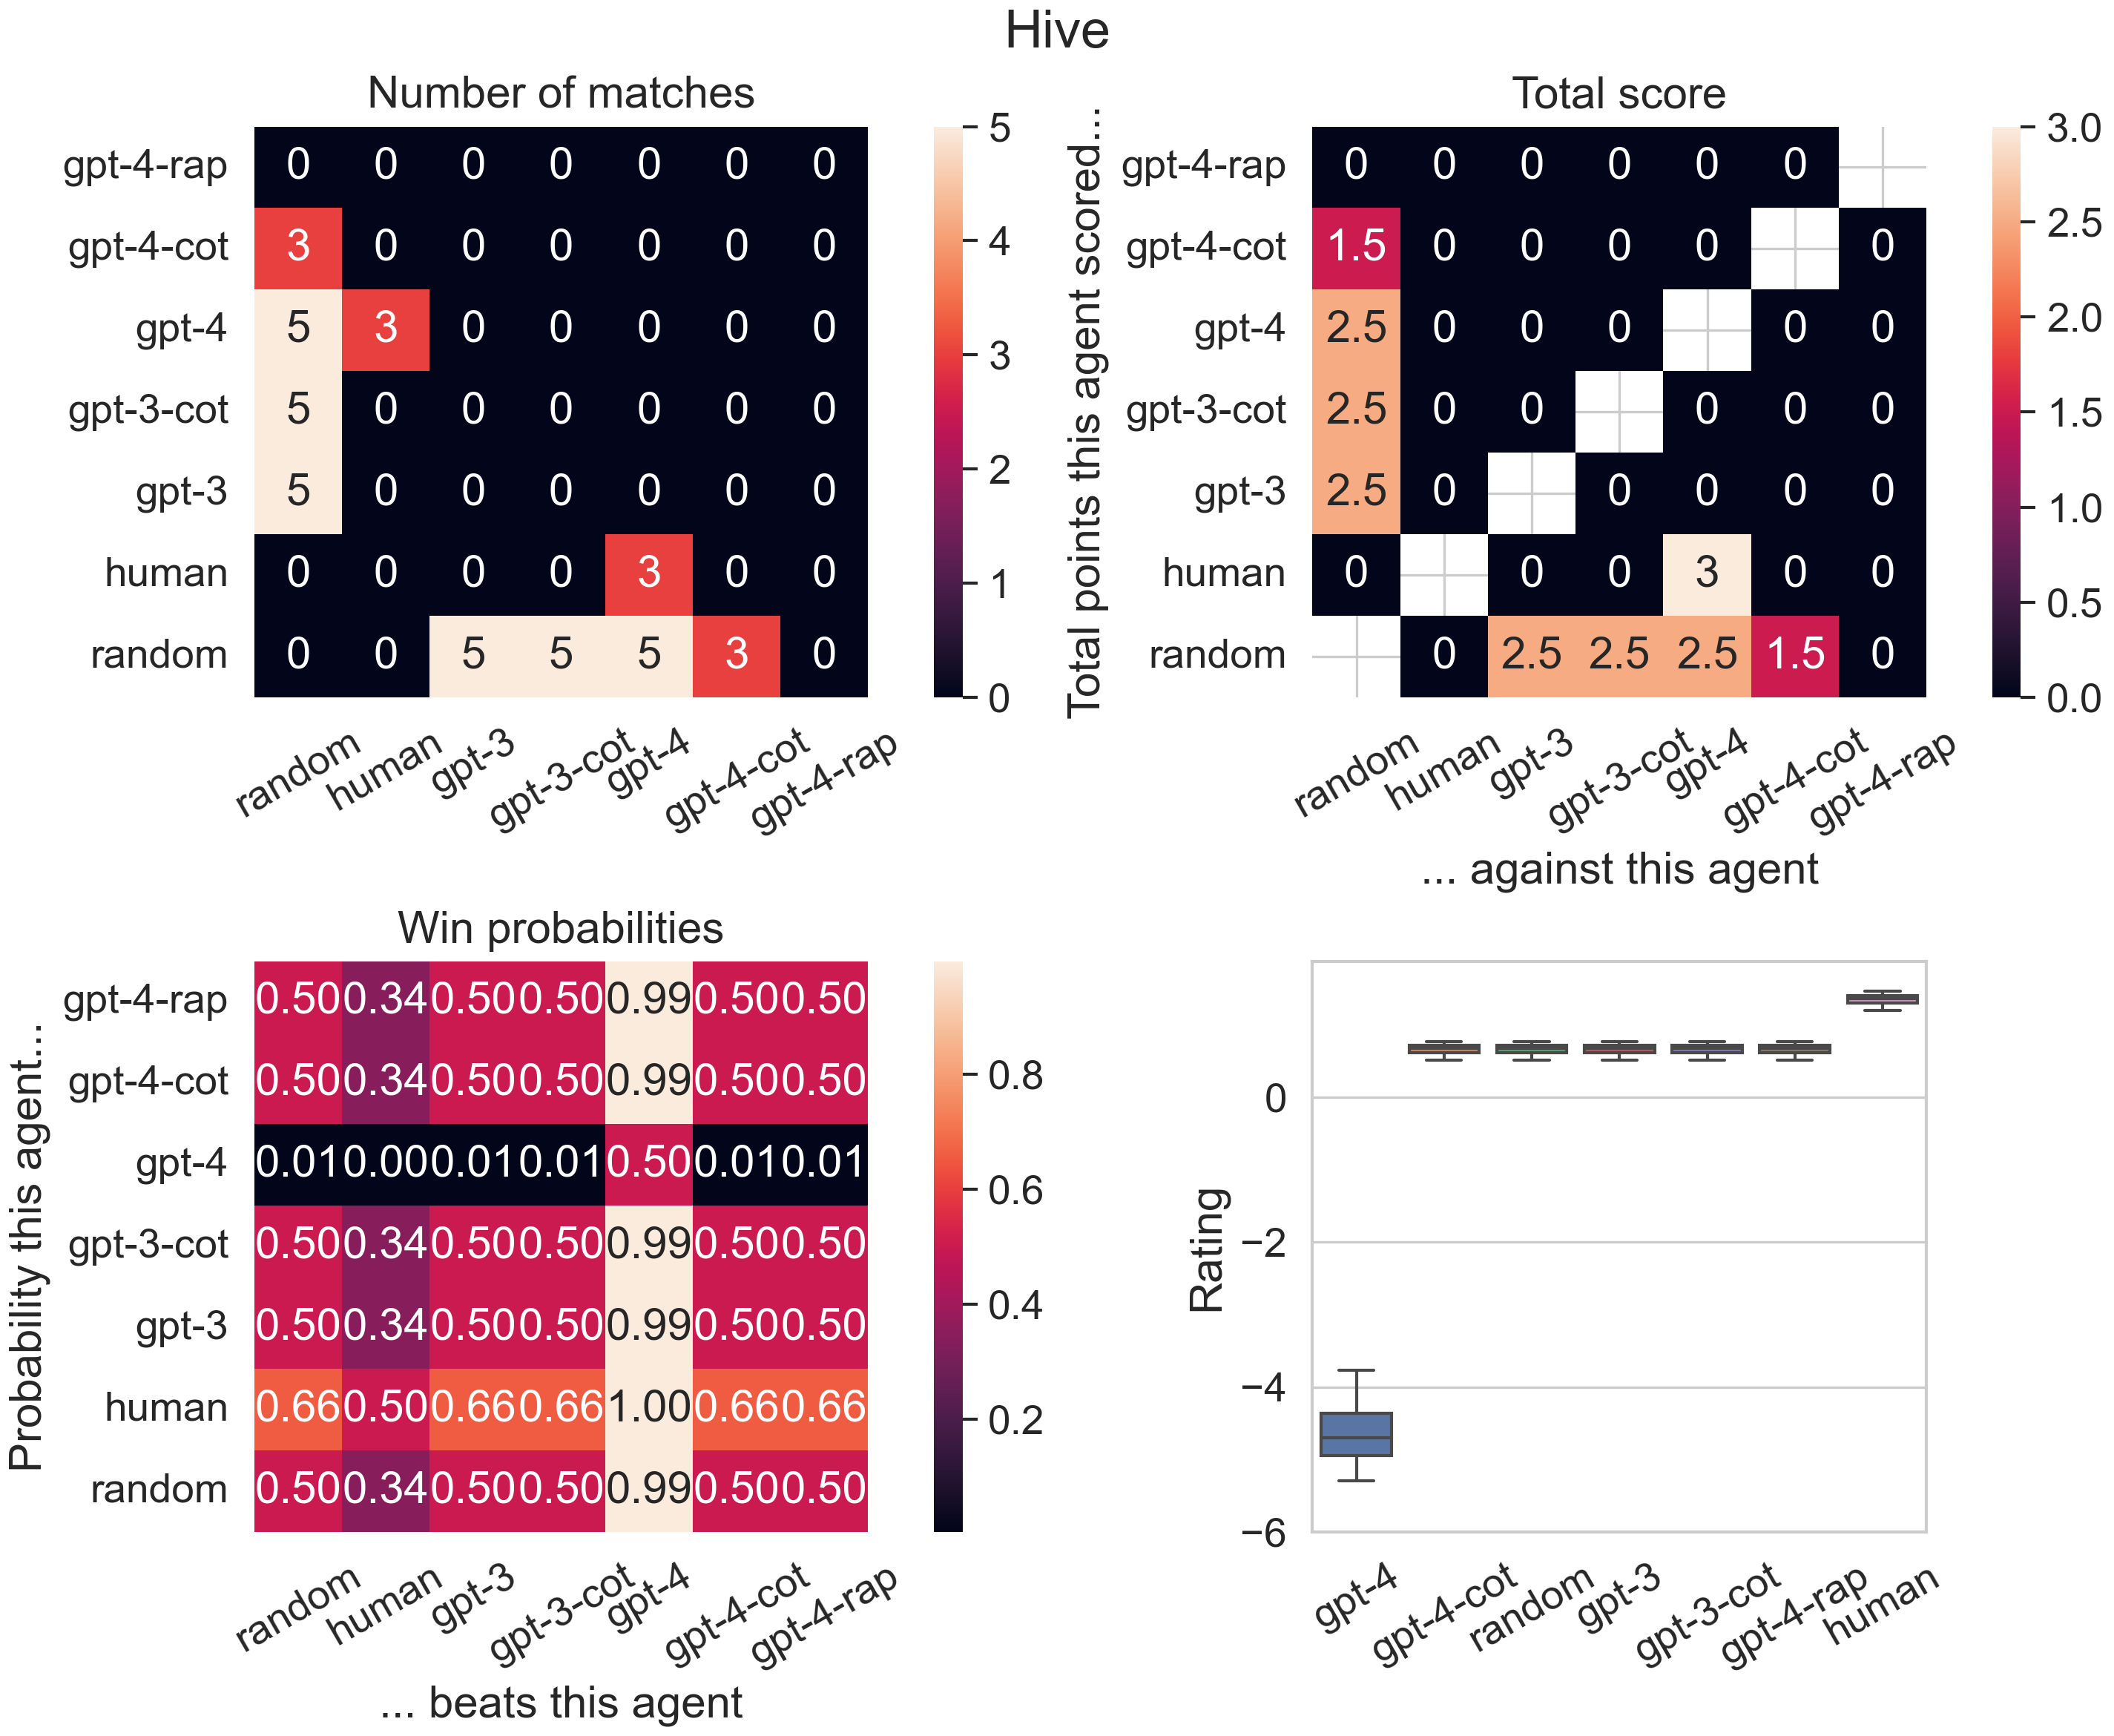 Hive
Number of matches
gpt-4-rap 0 0 0 0 0 0 0
gpt-4-cot 3 0 0 0 0 0 0
gpt-4 5 3 0 0 0 0 0
gpt-3-cot 5 0 0 0 0 0 0
gpt-3 5 0 0 0 0 0 0
human 0 0 0 0 3 0 0
random 0 0 5 5 5 3 0
random human gpt-3 gpt-3-cot gpt-4 gpt-4-cot gpt-4-rap
5
4
3
2
1
0
Total score
Total points this agent scored...
gpt-4-rap 0 0 0 0 0 0
gpt-4-cot 1.5 0 0 0 0 0
gpt-4 2.5 0 0 0 0 0
gpt-3-cot 2.5 0 0 0 0 0
gpt-3 2.5 0 0 0 0 0
human 0 0 0 3 0 0
random 0 2.5 2.5 2.5 1.5 0
random human gpt-3 gpt-3-cot gpt-4 gpt-4-cot gpt-4-rap
... against this agent
3.0
2.5
2.0
1.5
1.0
0.5
0.0
Win probabilities
Probability this agent...
gpt-4-rap 0.50 0.34 0.50 0.50 0.99 0.50 0.50
gpt-4-cot 0.50 0.34 0.50 0.50 0.99 0.50 0.50
gpt-4 0.01 0.00 0.01 0.01 0.50 0.01 0.01
gpt-3-cot 0.50 0.34 0.50 0.50 0.99 0.50 0.50
gpt-3 0.50 0.34 0.50 0.50 0.99 0.50 0.50
human 0.66 0.50 0.66 0.66 1.00 0.66 0.66
random 0.50 0.34 0.50 0.50 0.99 0.50 0.50
random human gpt-3 gpt-3-cot gpt-4 gpt-4-cot gpt-4-rap
... beats this agent
0.8
0.6
0.4
0.2
Rating
0
−2
−4
−6
gpt-4 gpt-4-cot random gpt-3 gpt-3-cot gpt-4-rap human